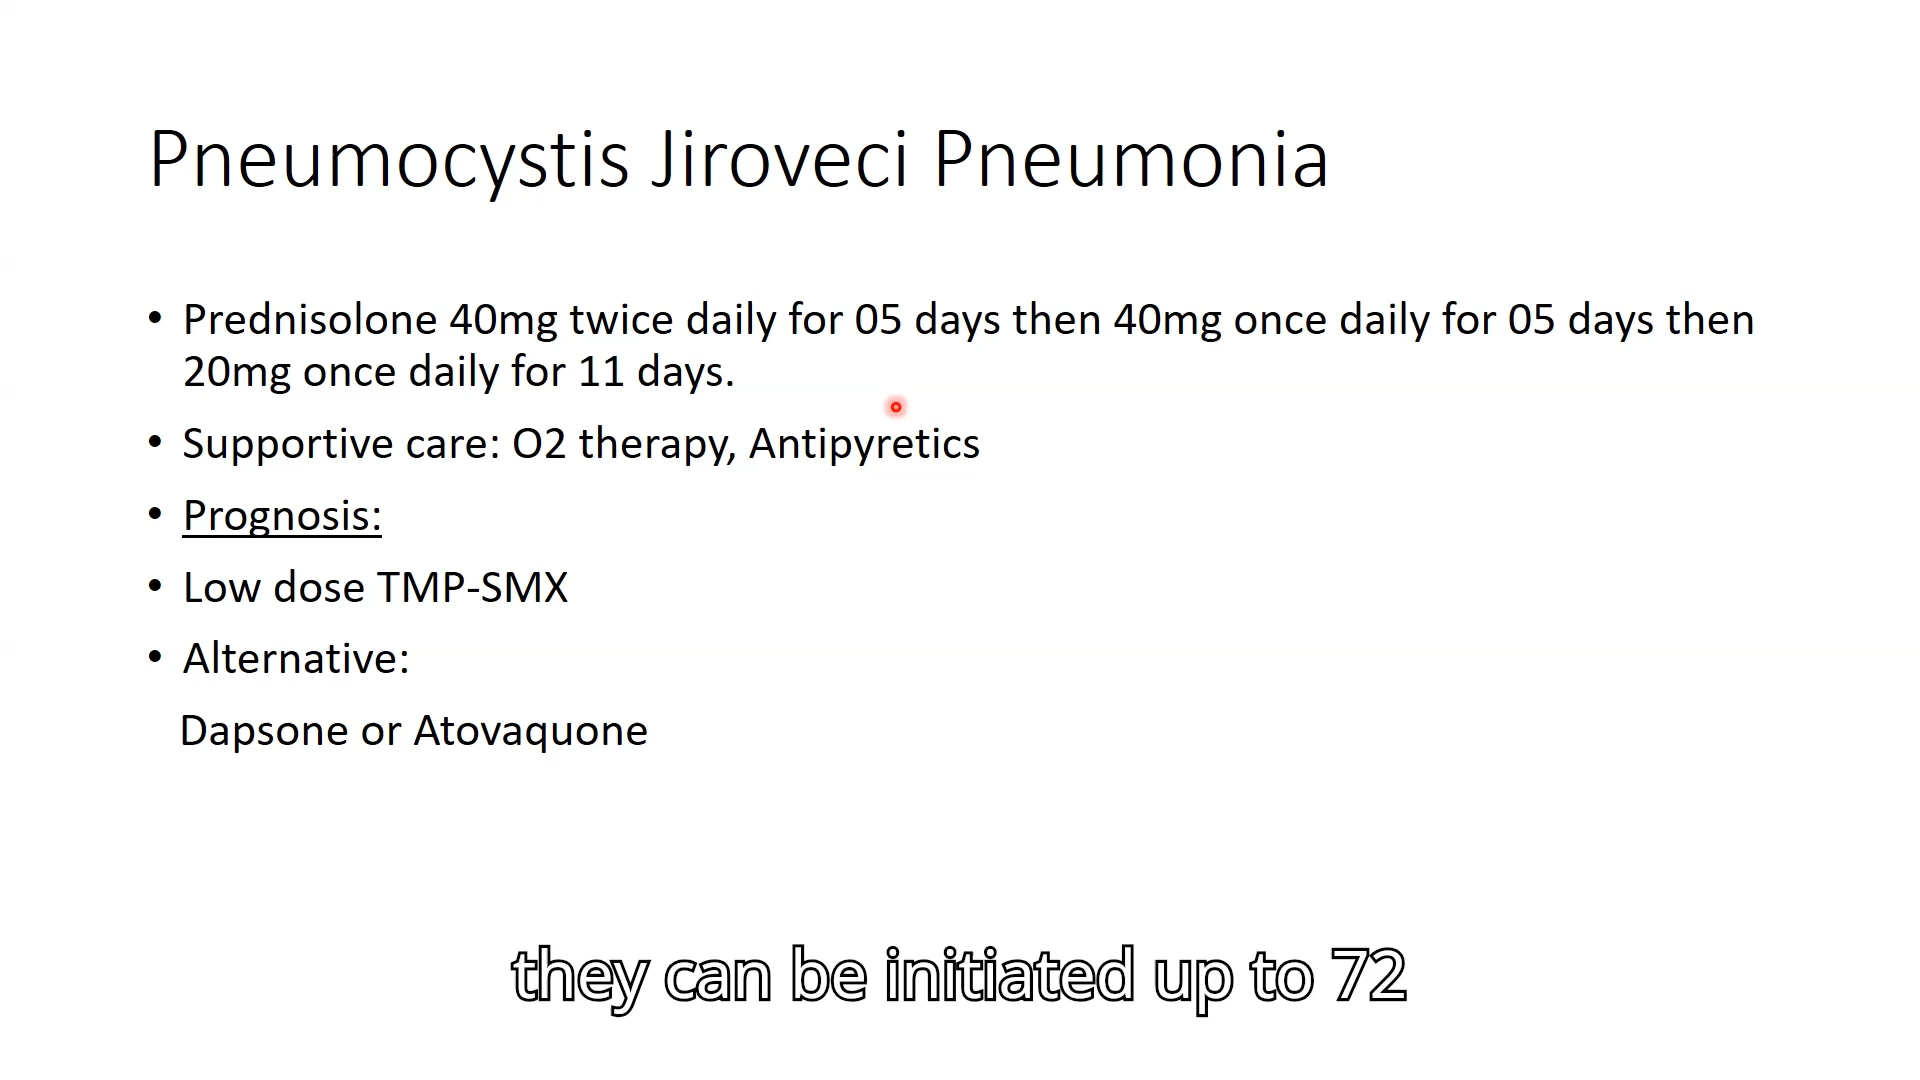 Pneumocystis Jiroveci Pneumonia
• Prednisolone 40mg twice daily for 05 days then 40mg once daily for 05 days then
20mg once daily for 11 days.
• Supportive care: O2 therapy, Antipyretics
• Prognosis:
• Low dose TMP-SMX
• Alternative:
Dapsone or Atovaquone
they can be initiated up to 72